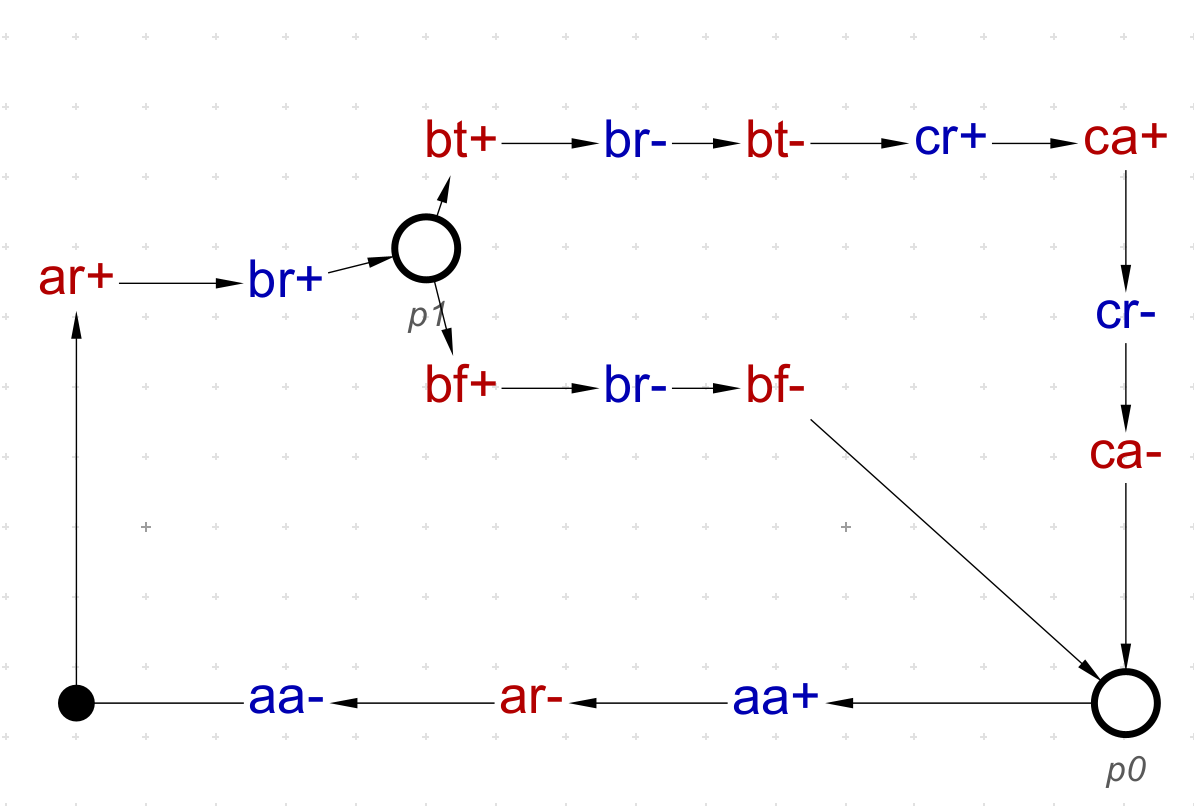 bt+ br- bt- cr+ ca+
ar+ br+
p1
cr-
bf+ br- bf-
ca-
aa- ar- aa+
p0